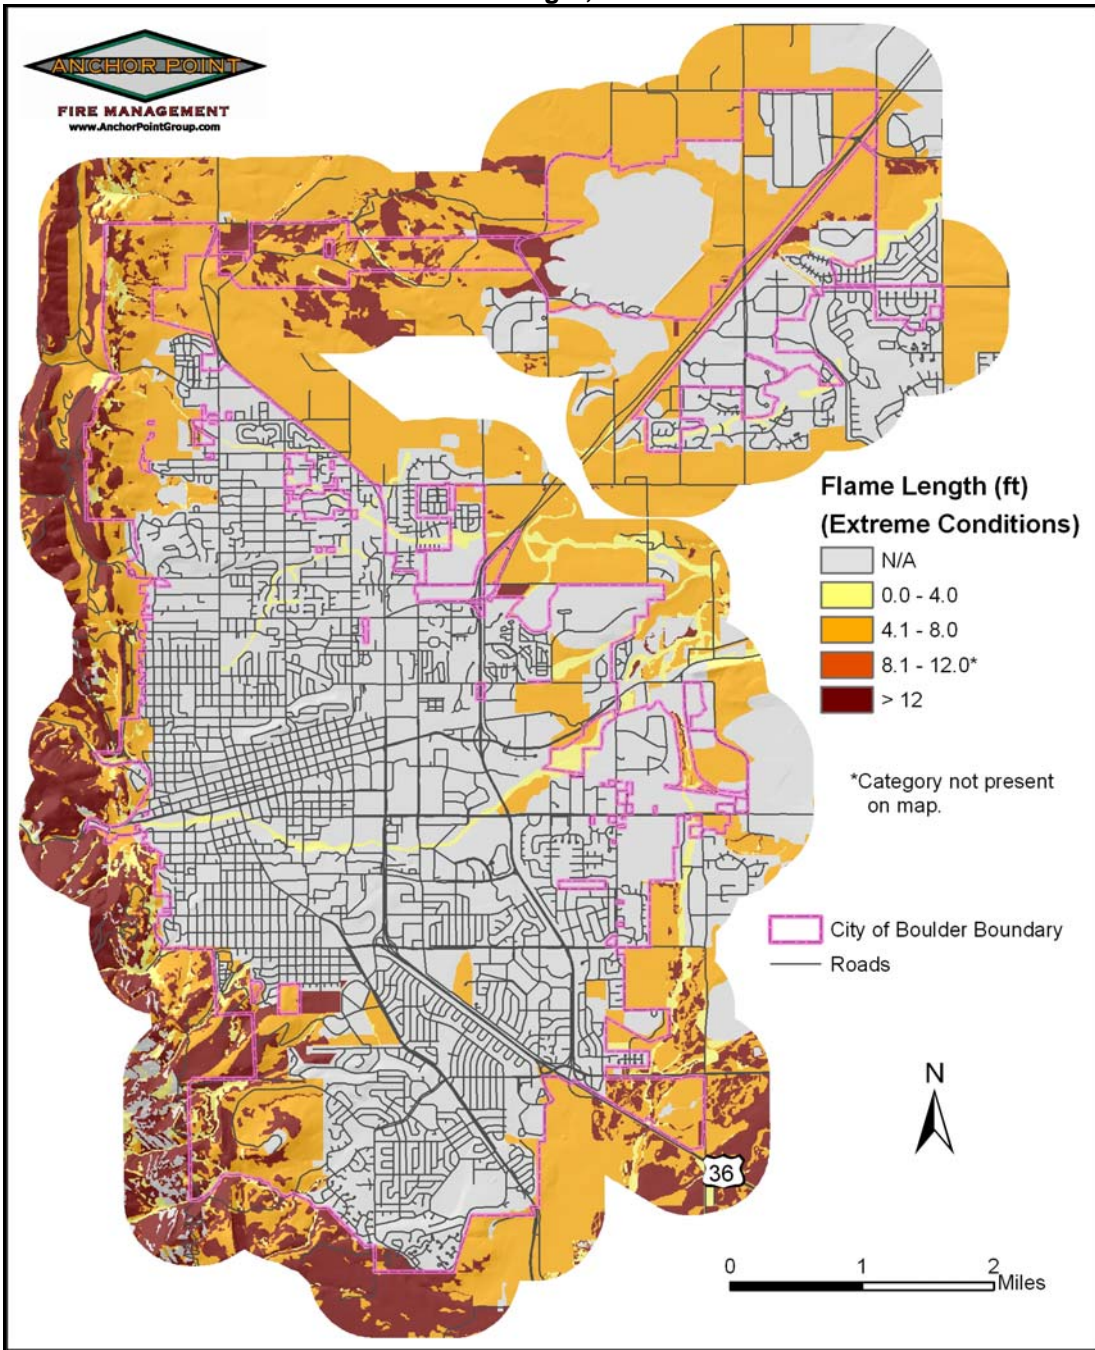 ANCHOR POINT
FIRE MANAGEMENT
www.AnchorPointGroup.com
Flame Length (ft)
(Extreme Conditions)
N/A
0.0 - 4.0
4.1 - 8.0
8.1 - 12.0*
> 12
*Category not present
on map.
City of Boulder Boundary
Roads
N
36
0 1 2
Miles